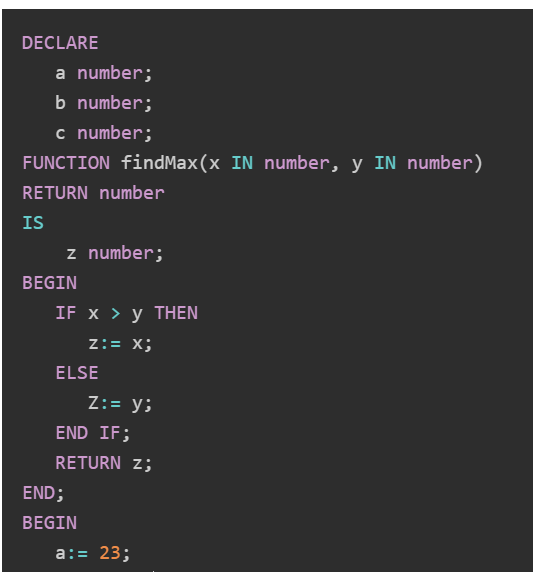 DECLARE
   a number;
   b number;
   c number;
FUNCTION findMax(x IN number, y IN number)
RETURN number
IS
    z number;
BEGIN
   IF x > y THEN
      z:= x;
   ELSE
      Z:= y;
   END IF;
   RETURN z;
END;
BEGIN
   a:= 23;